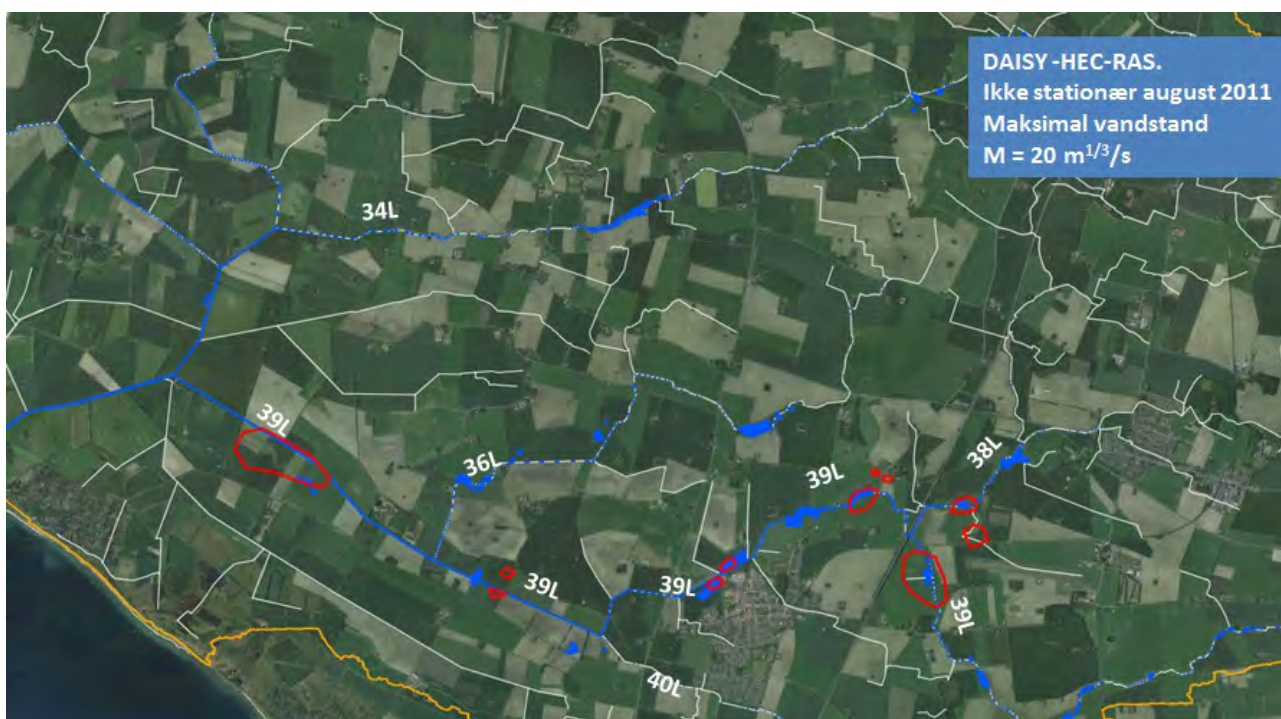 DAISY -HEC-RAS.
Ikke stationær august 2011
Maksimal vandstand
M = 20 m^1/3/s
34L
39L
36L
39L
38L
39L
39L
39L
40L